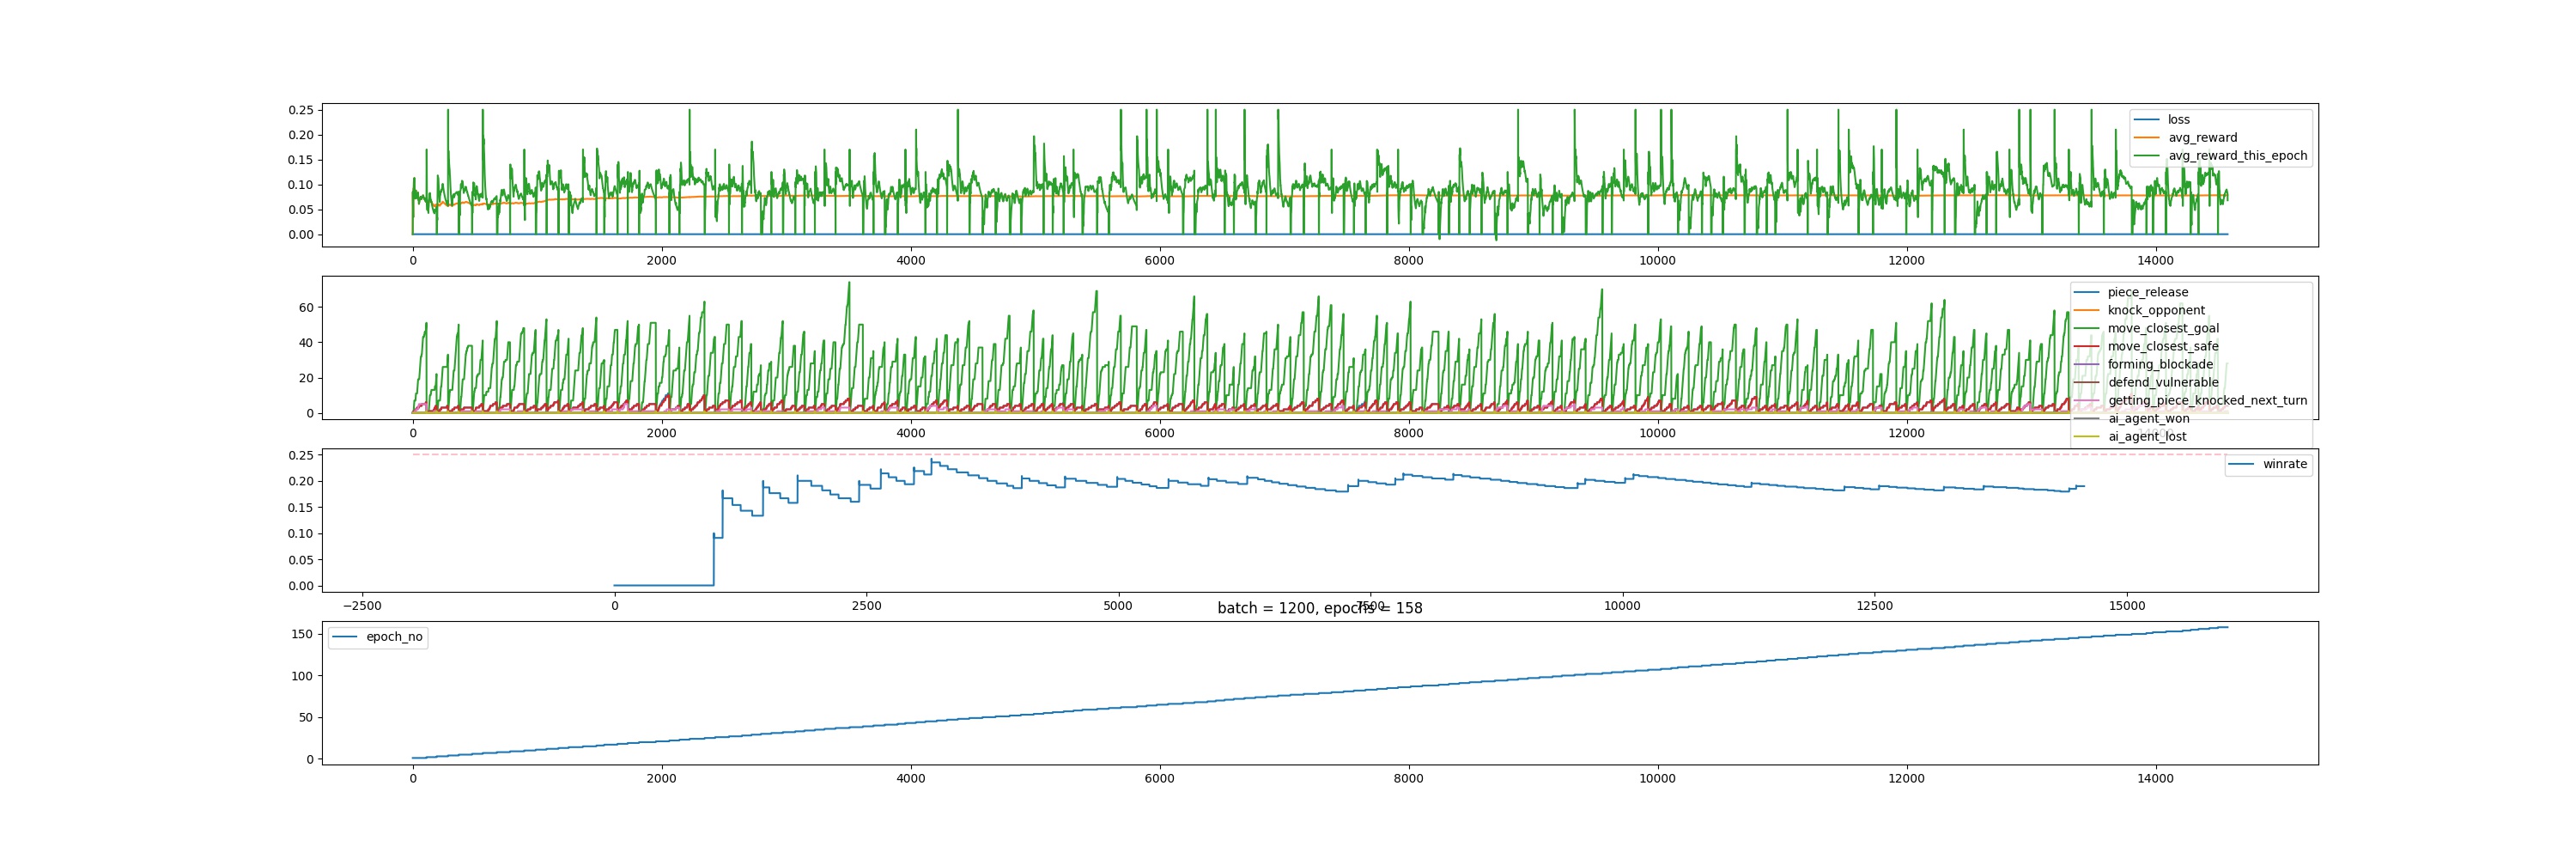 0.25
0.20
0.15
0.10
0.05
0.00
loss
avg_reward
avg_reward_this_epoch
0 2000 4000 6000 8000 10000 12000 14000
60
40
20
0
piece_release
knock_opponent
move_closest_goal
move_closest_safe
forming_blockade
defend_vulnerable
getting_piece_knocked_next_turn
ai_agent_won
ai_agent_lost
0 2000 4000 6000 8000 10000 12000 14000
0.25
0.20
0.15
0.10
0.05
0.00
winrate
−2500 0 2500 5000 7500 10000 12500 15000
batch = 1200, epochs = 158
150
100
50
0
epoch_no
0 2000 4000 6000 8000 10000 12000 14000